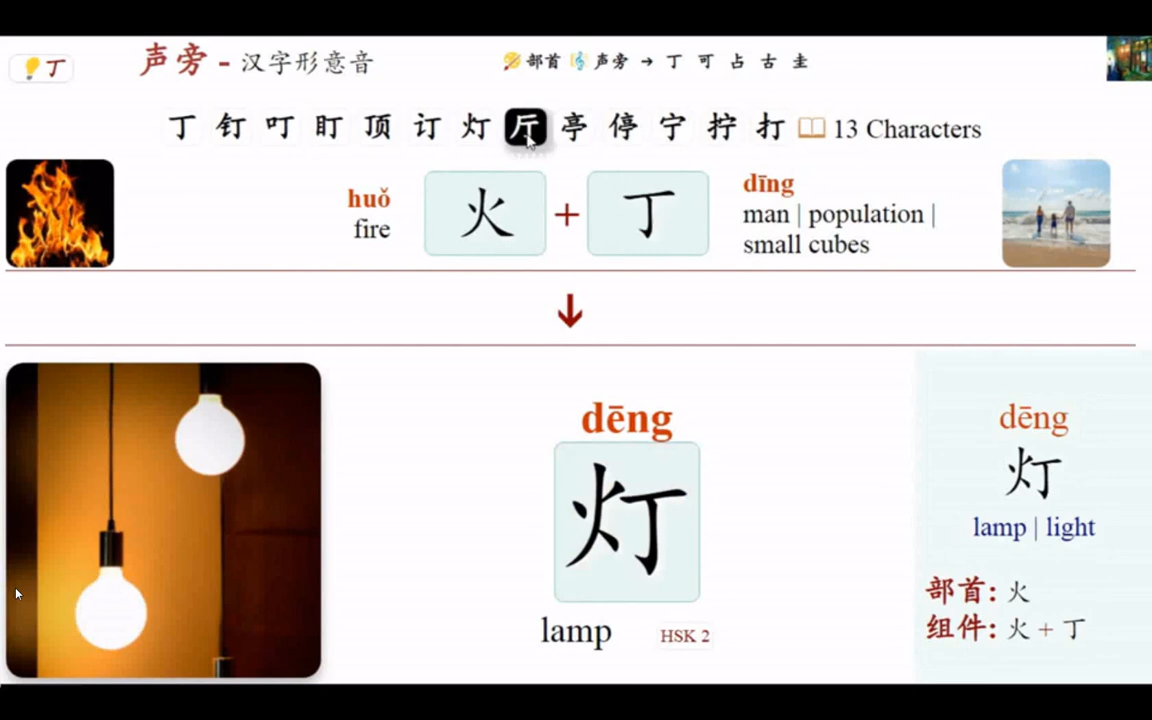 丁
声旁 - 汉字形意音
部首 声旁 → 丁 可 占 古 圭
丁 钉 叮 盯 顶 订 灯 厅 亭 停 宁 拧 打 13 Characters
huǒ
fire
火 + 丁
dīng
man | population |
small cubes
↓
dēng
灯
lamp HSK 2
dēng
灯
lamp | light
部首: 火
组件: 火 + 丁